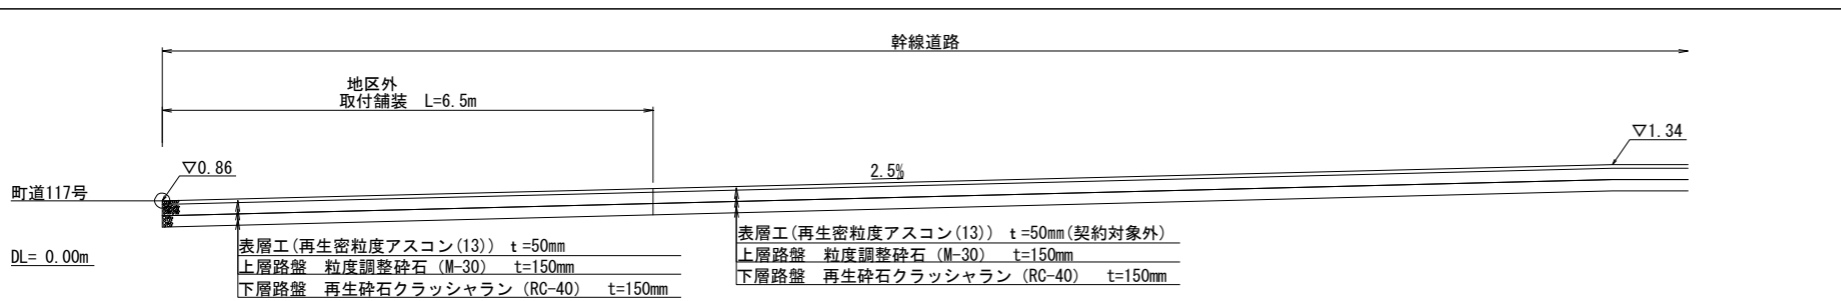 幹線道路
地区外
取付舗装　L=6.5m
▽1.34
▽0.86
2.5%
町道117号
表層工(再生密粒度アスコン(13))　t=50mm
上層路盤　粒度調整砕石（M-30）　t=150mm
下層路盤　再生砕石クラッシャラン（RC-40）　t=150mm
表層工(再生密粒度アスコン(13))　t=50mm(契約対象外)
上層路盤　粒度調整砕石（M-30）　t=150mm
下層路盤　再生砕石クラッシャラン（RC-40）　t=150mm
DL= 0.00m